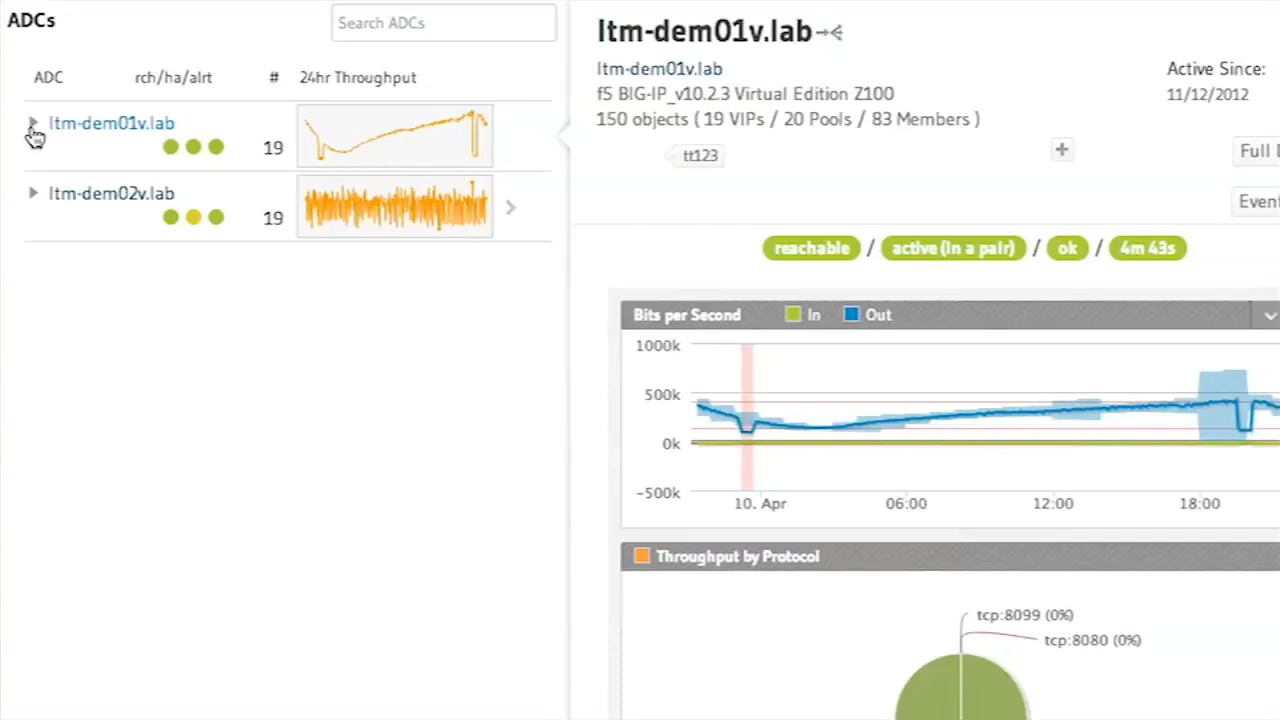 ADCs
Search ADCs
ADC rch/ha/alrt # 24hr Throughput
ltm-dem01v.lab
19
ltm-dem02v.lab
19
ltm-dem01v.lab
ltm-dem01v.lab
Active Since:
f5 BIG-IP_v10.2.3 Virtual Edition Z100
11/12/2012
150 objects ( 19 VIPs / 20 Pools / 83 Members )
tt123
+
Full
Event
reachable / active (in a pair) / ok / 4m 43s
Bits per Second In Out
1000k
500k
0k
-500k
10. Apr 06:00 12:00 18:00
Throughput by Protocol
tcp:8099 (0%)
tcp:8080 (0%)